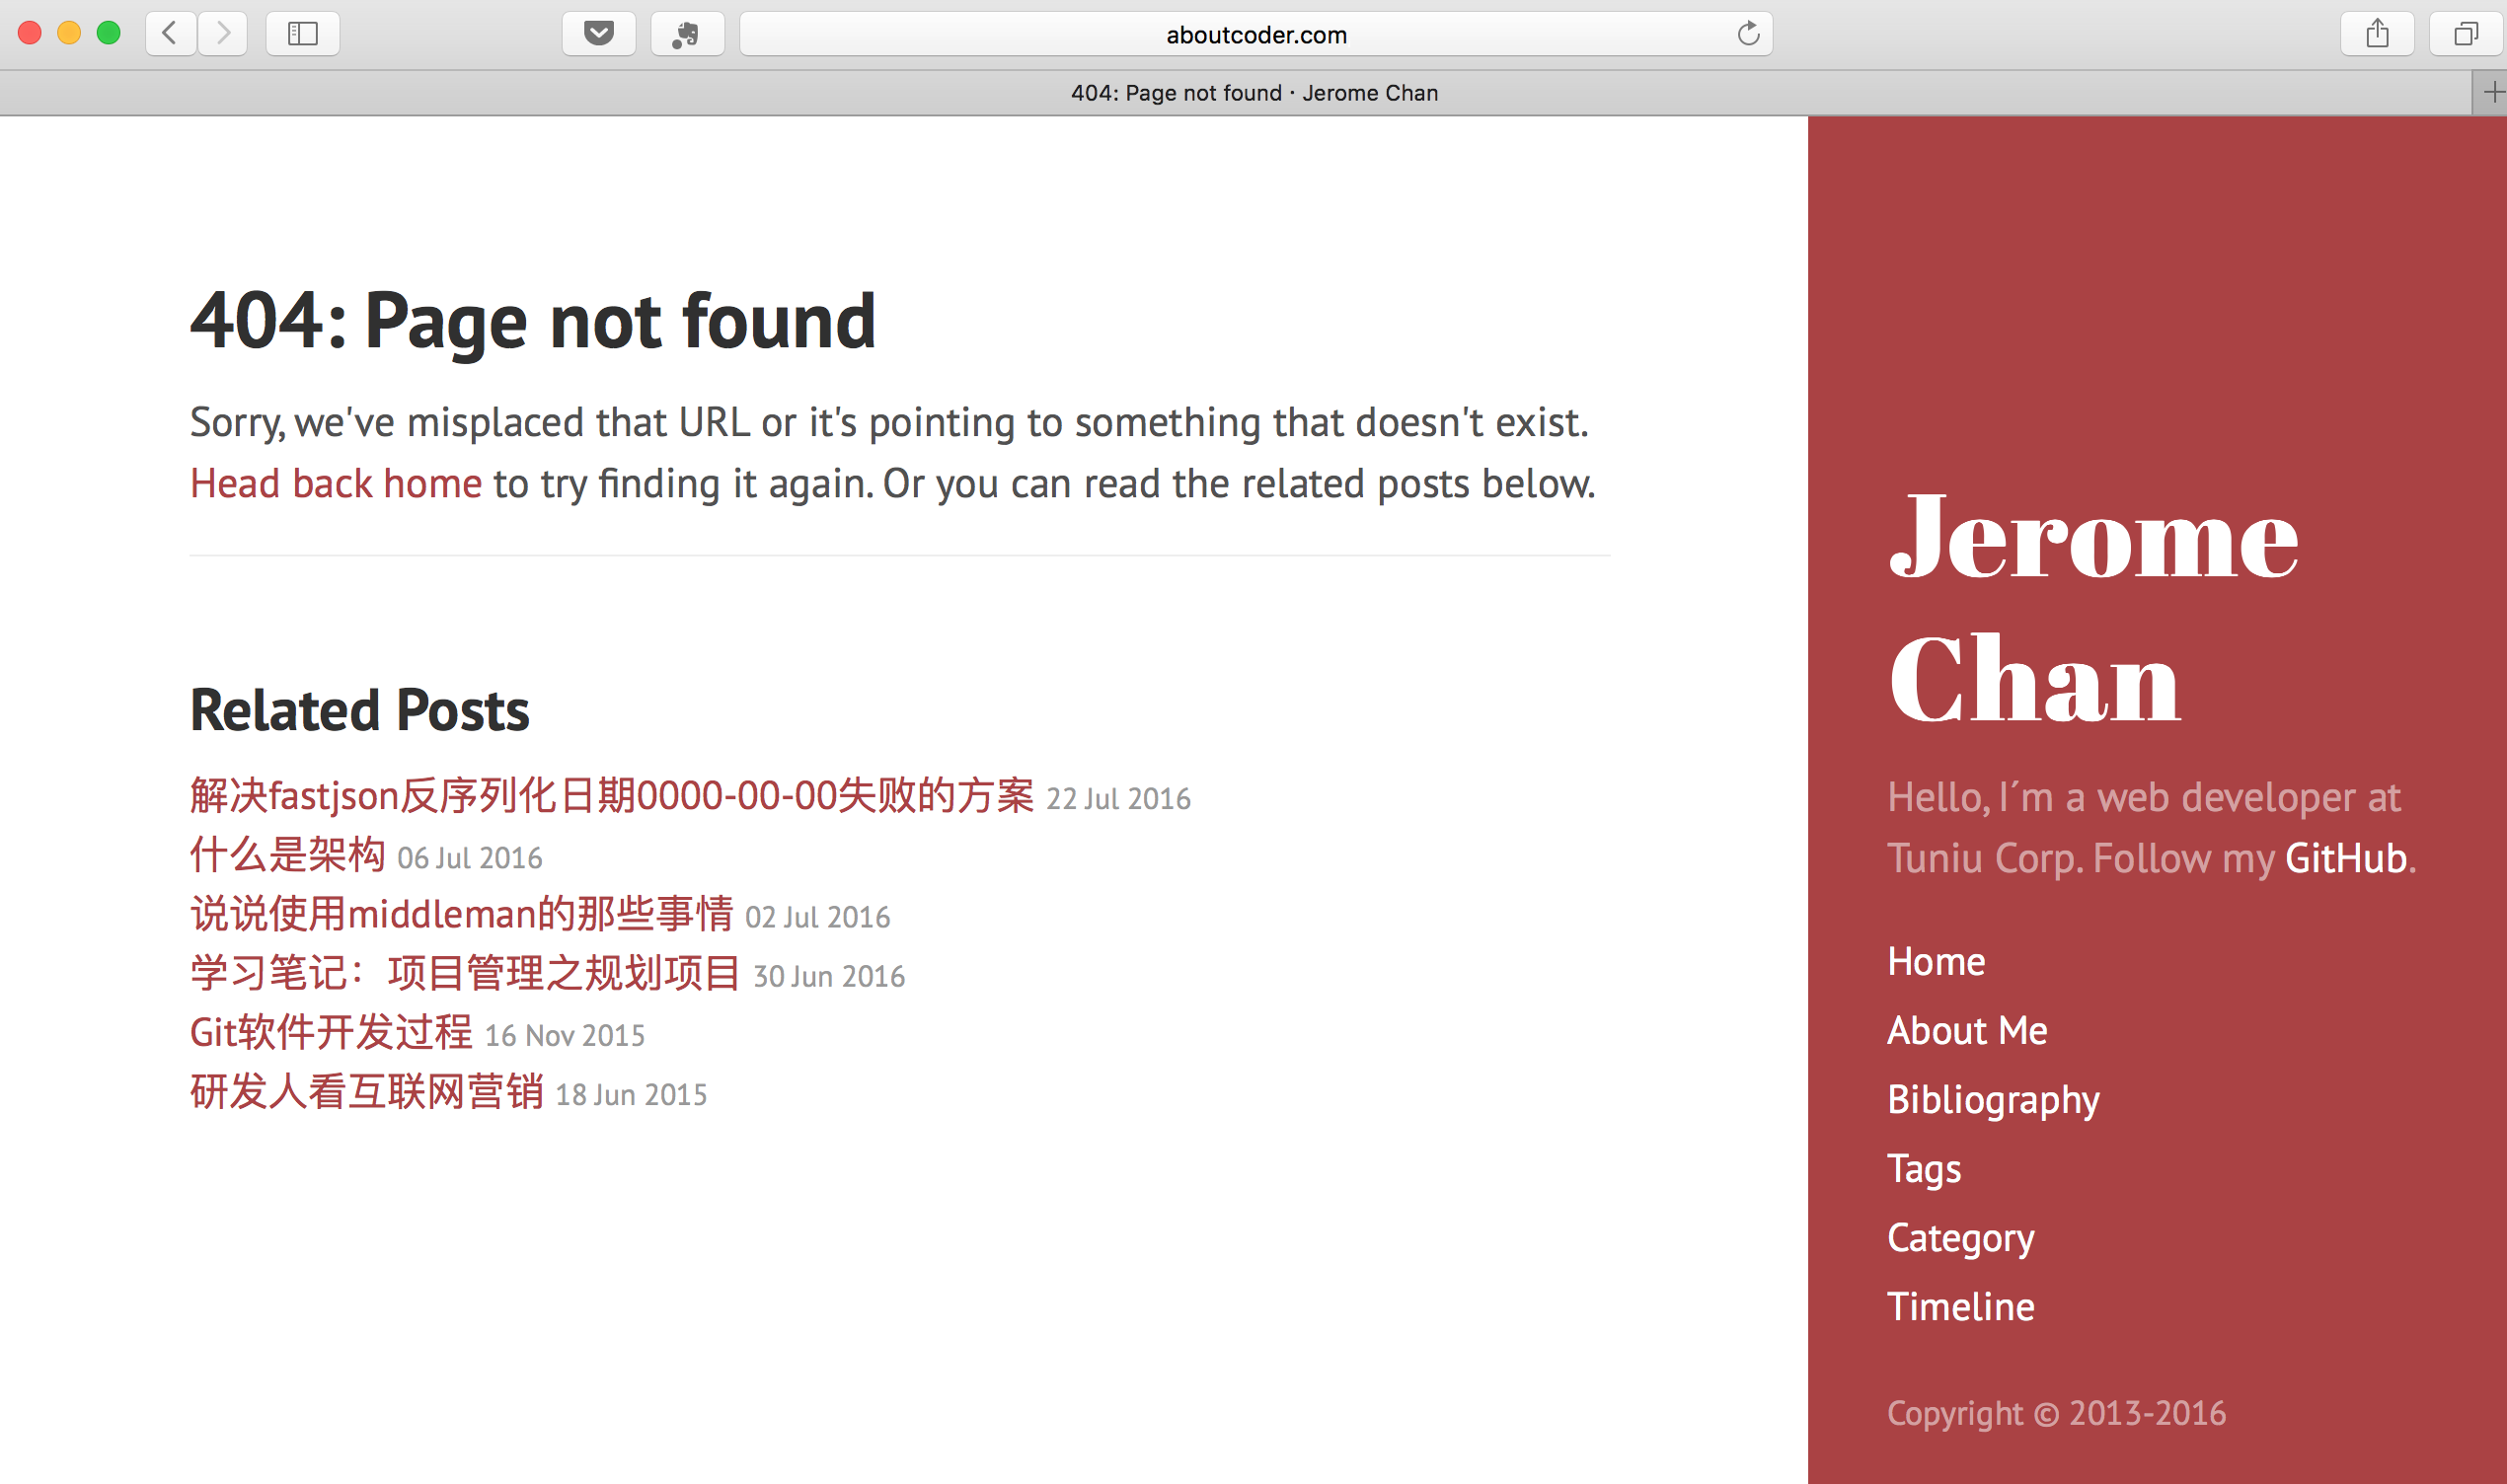 aboutcoder.com
404: Page not found · Jerome Chan
404: Page not found
Sorry, we've misplaced that URL or it's pointing to something that doesn't exist.
Head back home to try finding it again. Or you can read the related posts below.
Related Posts
解决fastjson反序列化日期0000-00-00失败的方案 22 Jul 2016
什么是架构 06 Jul 2016
说说使用middleman的那些事情 02 Jul 2016
学习笔记：项目管理之规划项目 30 Jun 2016
Git软件开发过程 16 Nov 2015
研发人看互联网营销 18 Jun 2015
Jerome
Chan
Hello, I´m a web developer at
Tuniu Corp. Follow my GitHub.
Home
About Me
Bibliography
Tags
Category
Timeline
Copyright © 2013-2016